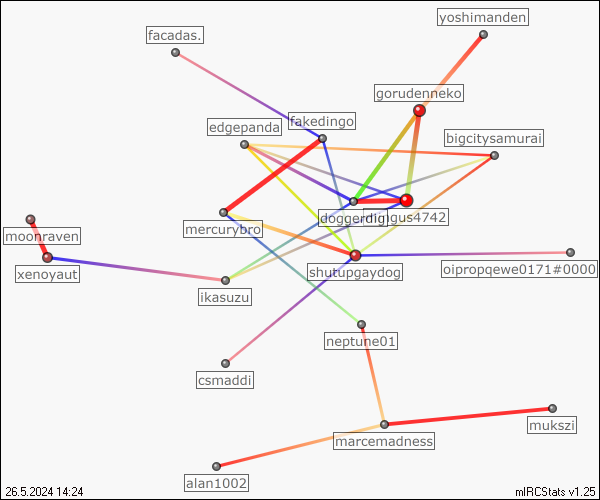 yoshimanden
facadas.
gorudenneko
fakedingo
edgepanda
bigcitysamurai
doggerdig
gus4742
mercurybro
moonraven
xenoyaut
shutupgaydog
oipropqewe0171#0000
ikasuzu
neptune01
csmaddi
mukszi
marcemadness
alan1002
26.5.2024 14:24
mIRCStats v1.25